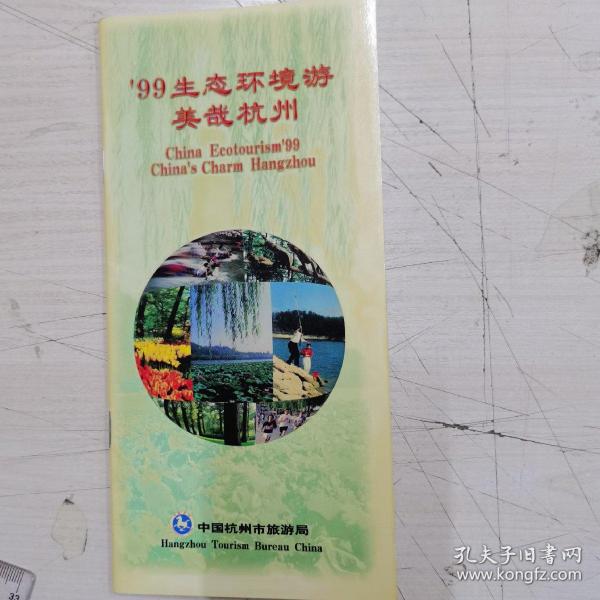 '99生态环境游
美哉杭州
China Ecotourism'99
China's Charm Hangzhou
中国杭州市旅游局
Hangzhou Tourism Bureau China
孔夫子旧书网
www.kongfz.com
33